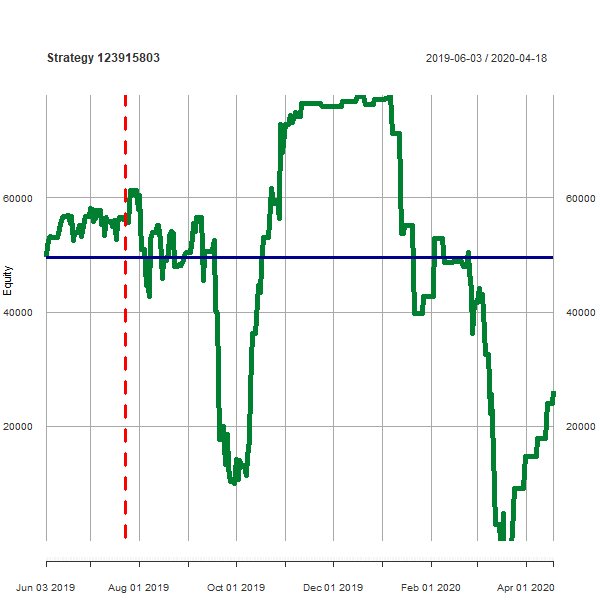 Strategy 123915803
2019-06-03 / 2020-04-18
60000
60000
Equity
40000
40000
20000
20000
Jun 03 2019
Aug 01 2019
Oct 01 2019
Dec 01 2019
Feb 01 2020
Apr 01 2020